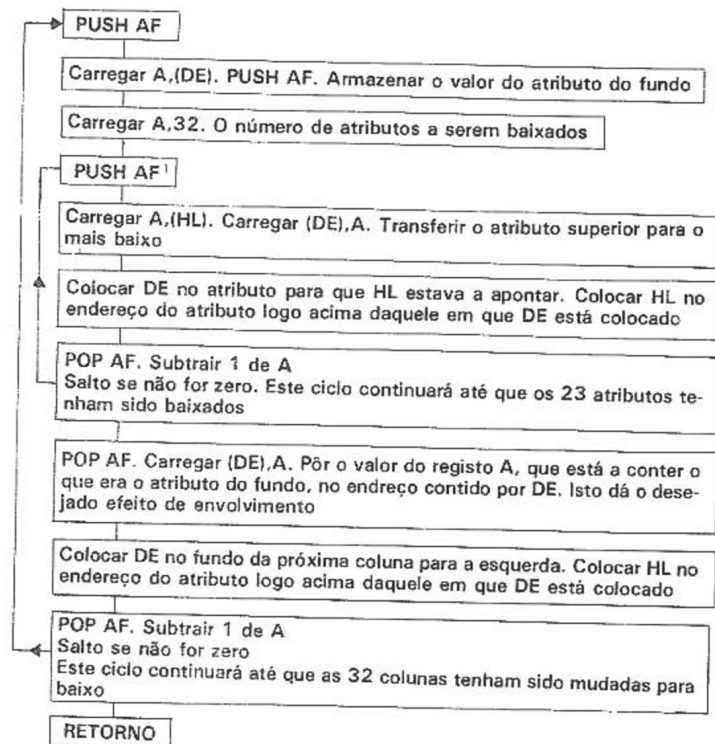 PUSH AF
Carregar A,(DE). PUSH AF. Armazenar o valor do atributo do fundo
Carregar A,32. O número de atributos a serem baixados
PUSH AF¹
Carregar A,(HL). Carregar (DE),A. Transferir o atributo superior para o
mais baixo
Colocar DE no atributo para que HL estava a apontar. Colocar HL no
endereço do atributo logo acima daquele em que DE está colocado
POP AF. Subtrair 1 de A
Salto se não for zero. Este ciclo continuará até que os 23 atributos te-
nham sido baixados
POP AF. Carregar (DE),A. Pôr o valor do registo A, que está a conter o
que era o atributo do fundo, no endreço contido por DE. Isto dá o dese-
jado efeito de envolvimento
Colocar DE no fundo da próxima coluna para a esquerda. Colocar HL no
endereço do atributo logo acima daquele em que DE está colocado
POP AF. Subtrair 1 de A
Salto se não for zero
Este ciclo continuará até que as 32 colunas tenham sido mudadas para
baixo
RETORNO